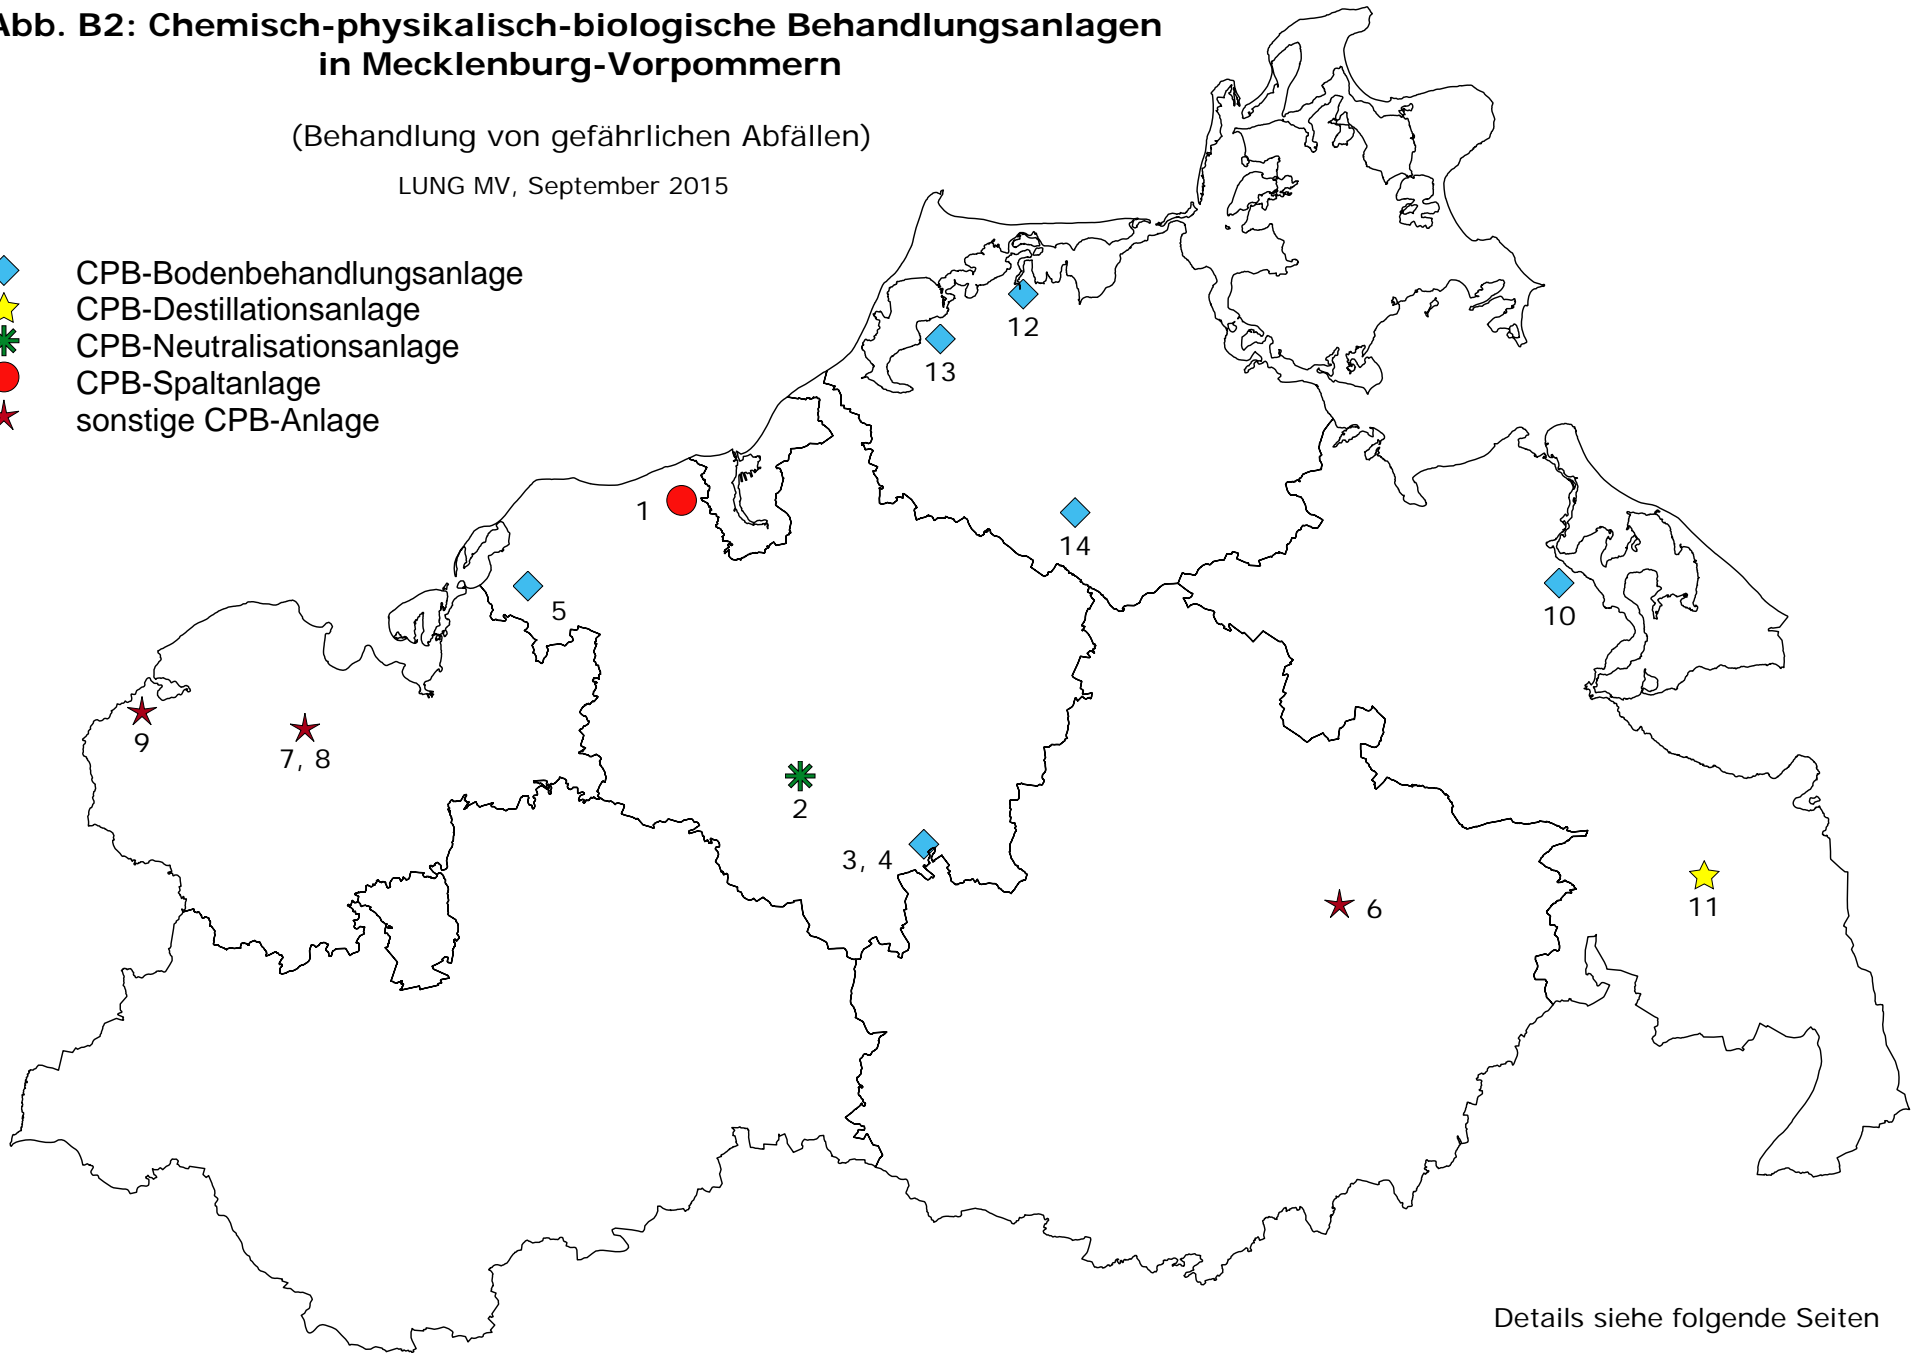 Abb. B2: Chemisch-physikalisch-biologische Behandlungsanlagen
in Mecklenburg-Vorpommern
(Behandlung von gefährlichen Abfällen)
LUNG MV, September 2015
CPB-Bodenbehandlungsanlage
CPB-Destillationsanlage
CPB-Neutralisationsanlage
CPB-Spaltanlage
sonstige CPB-Anlage
12
13
1
14
5
10
9
7, 8
2
3, 4
6
11
Details siehe folgende Seiten